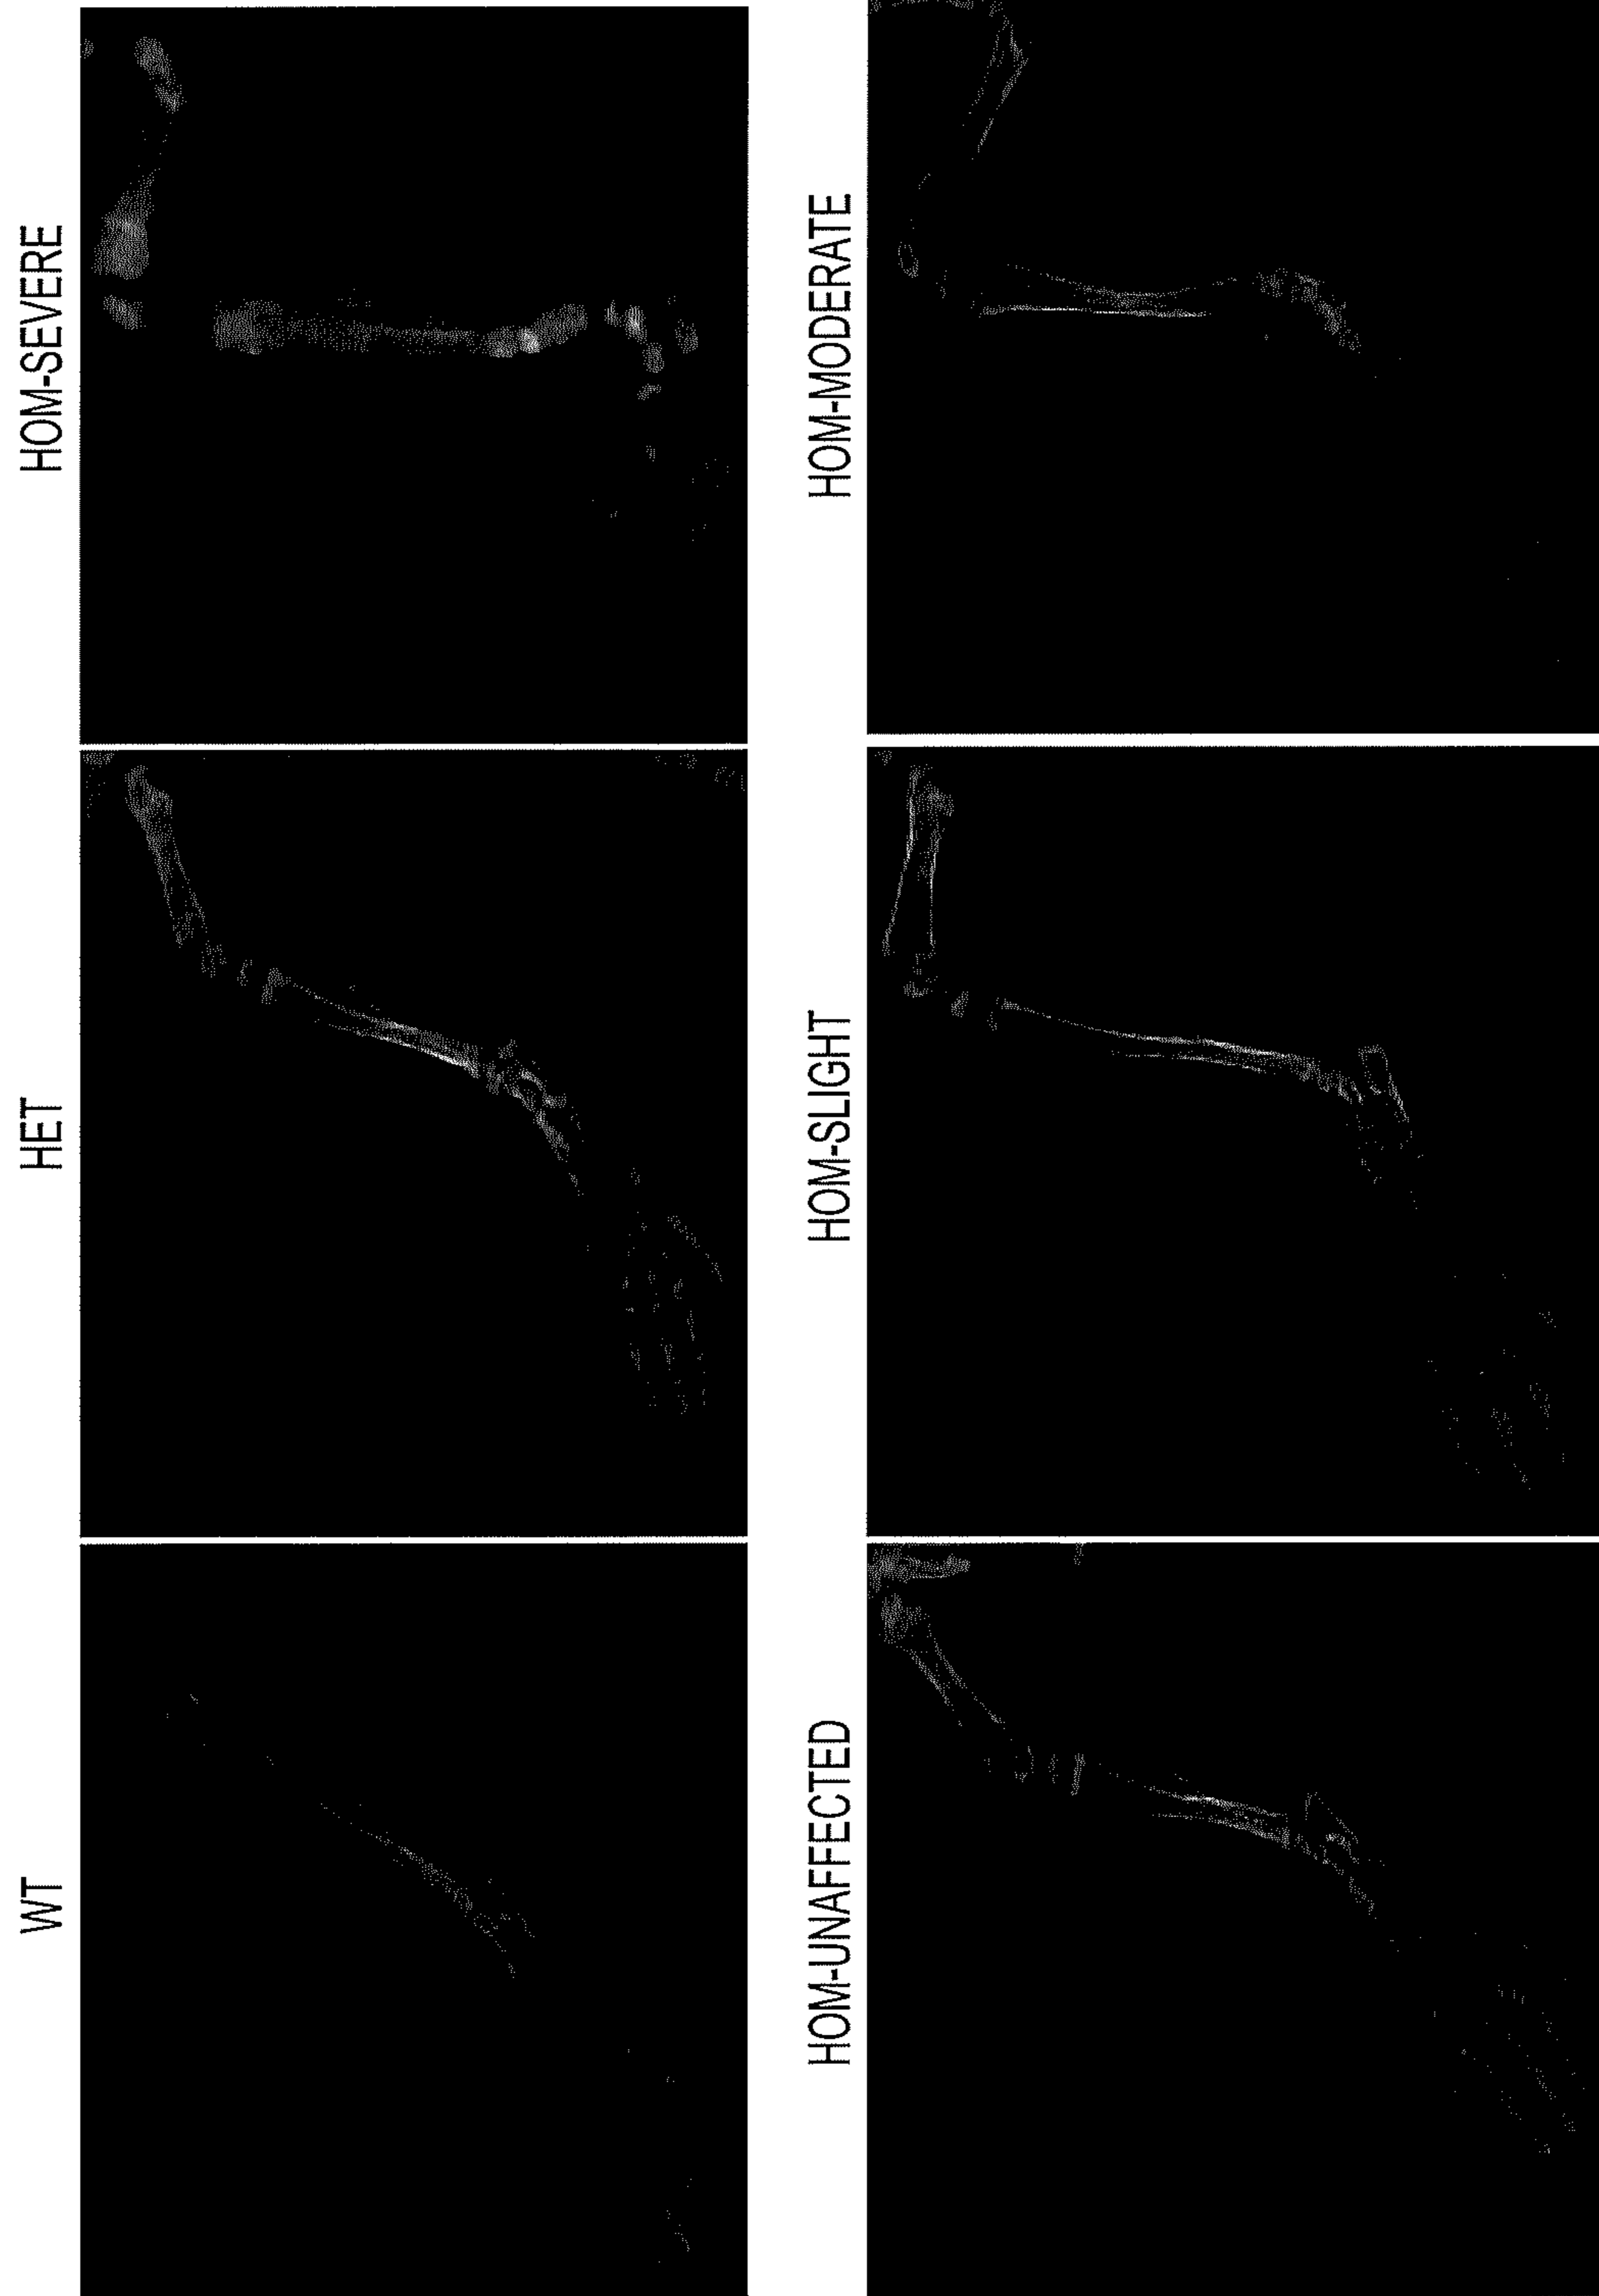 WT
HET
HOM-SEVERE
HOM-UNAFFECTED
HOM-SLIGHT
HOM-MODERATE